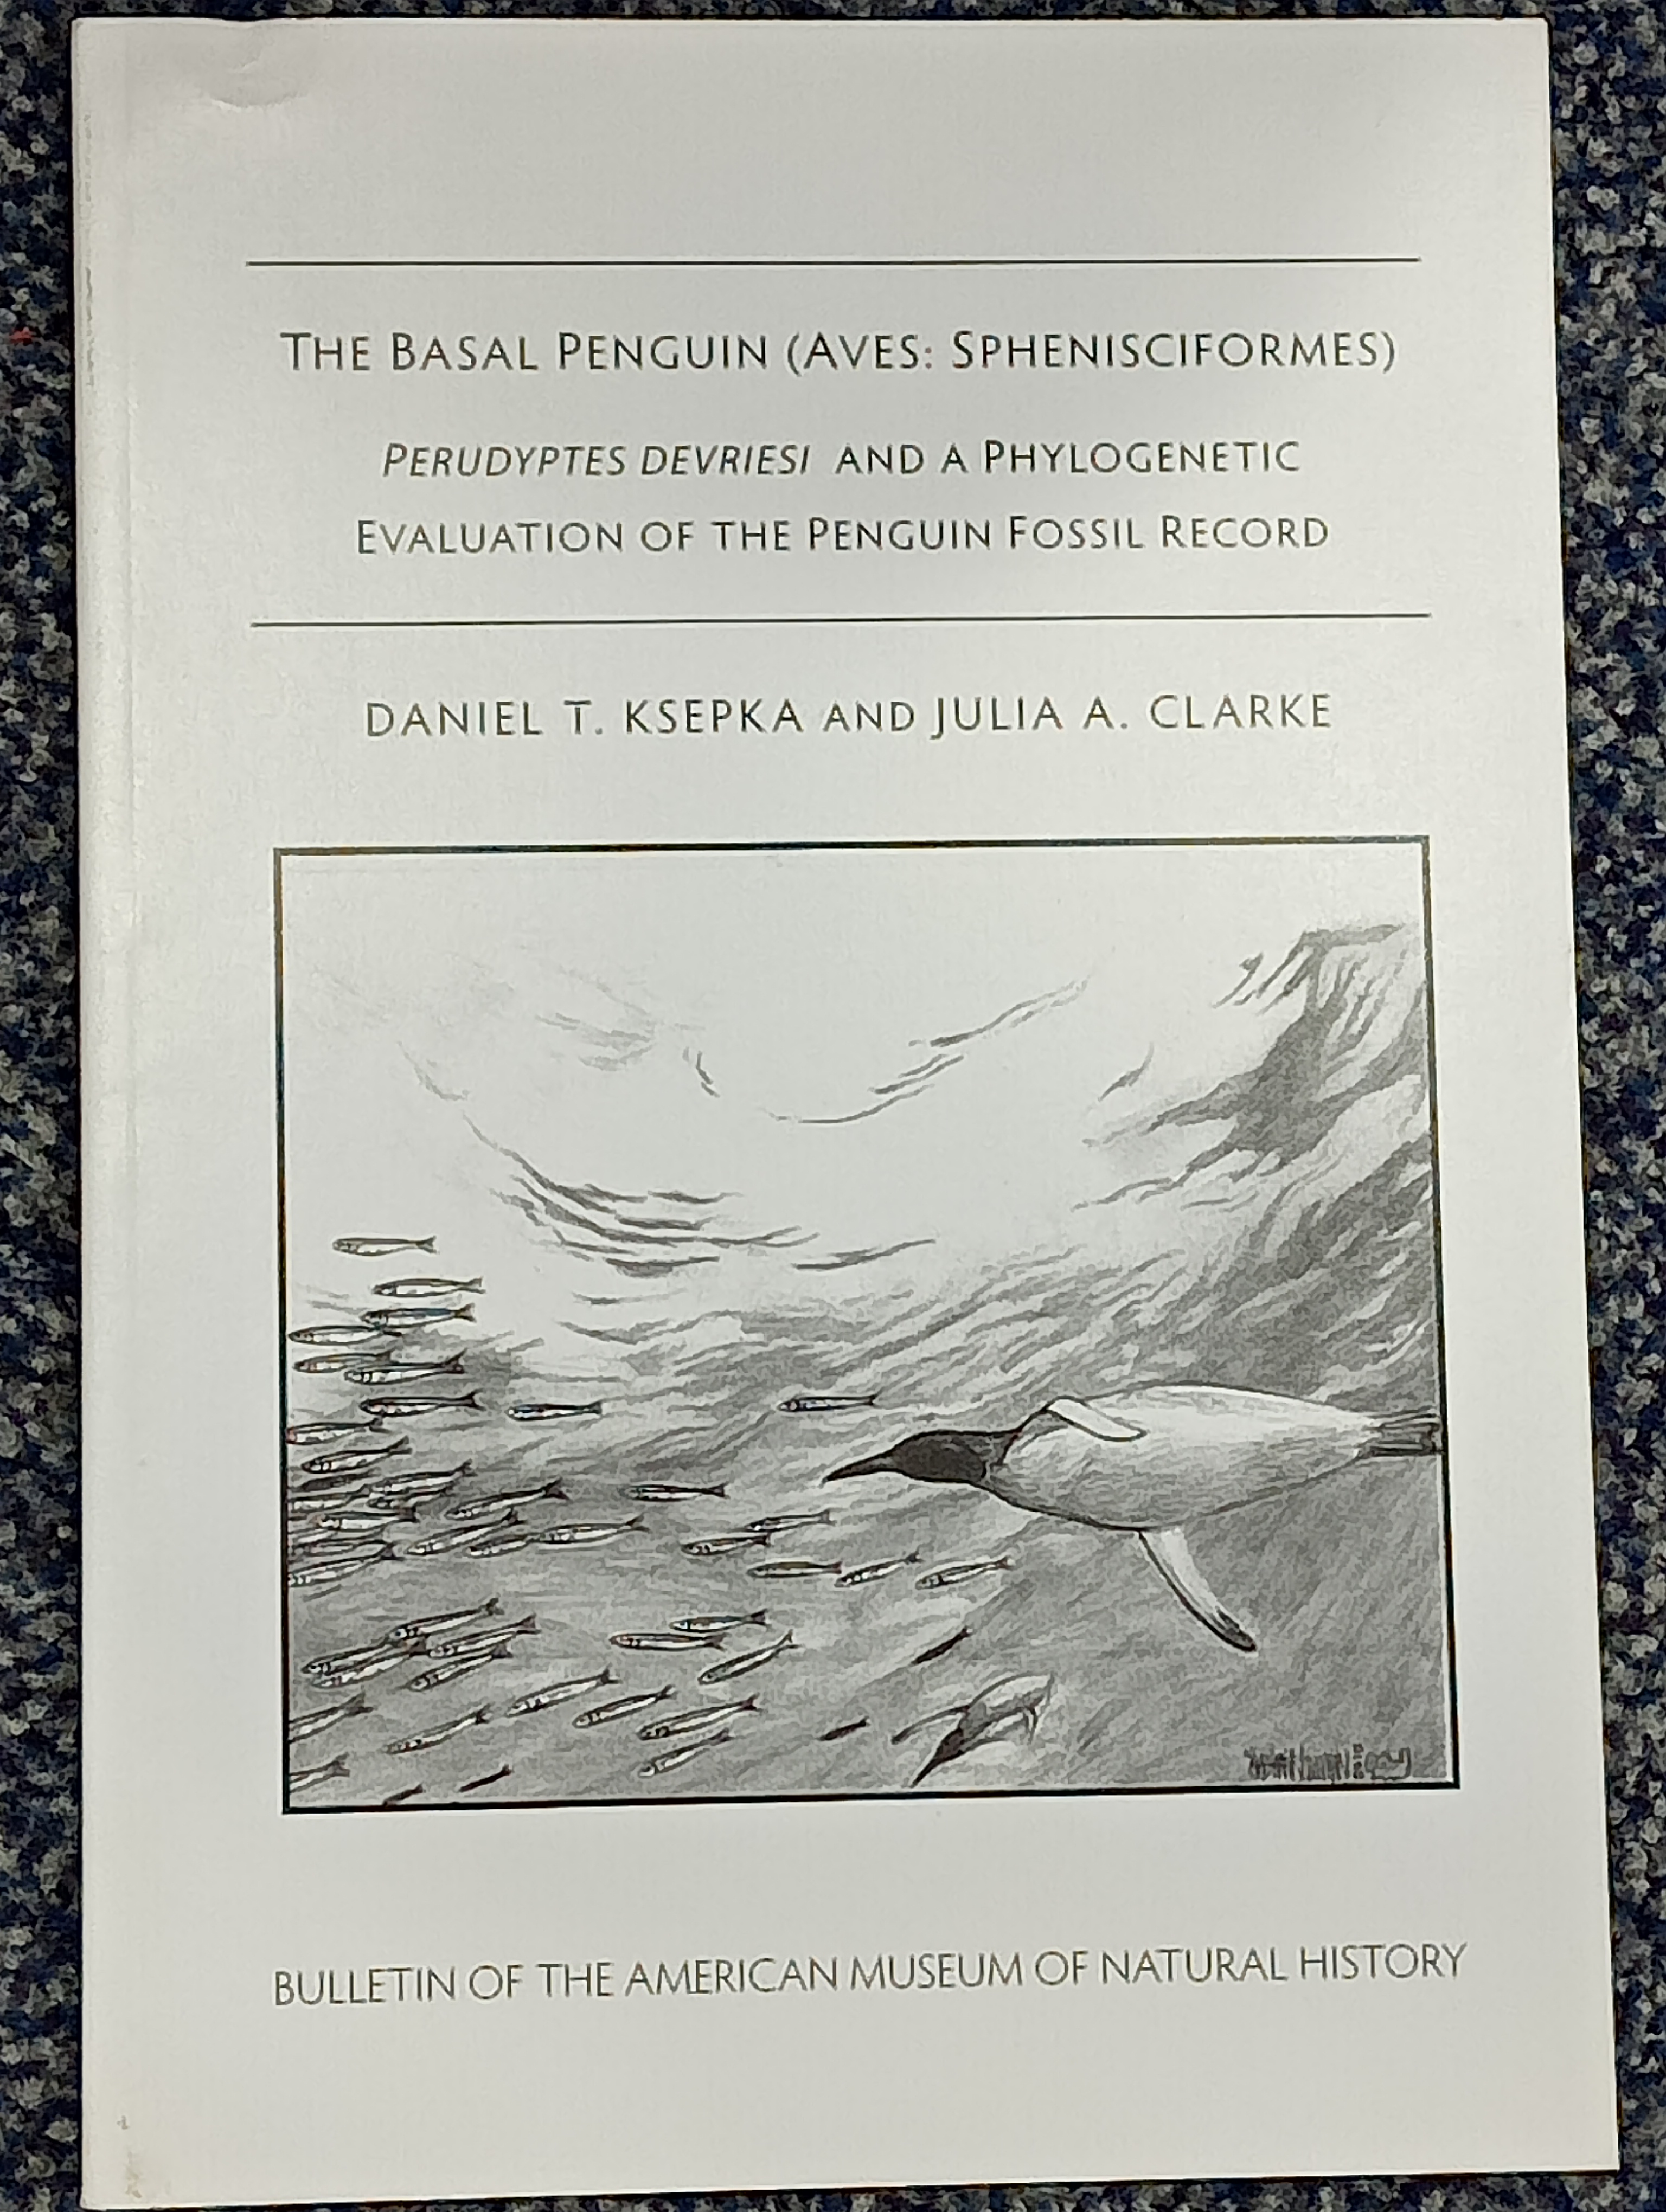 THE BASAL PENGUIN (AVES: SPHENISCIFORMES)
PERUDYPTES DEVRIESI AND A PHYLOGENETIC
EVALUATION OF THE PENGUIN FOSSIL RECORD
DANIEL T. KSEPKA AND JULIA A. CLARKE
BULLETIN OF THE AMERICAN MUSEUM OF NATURAL HISTORY